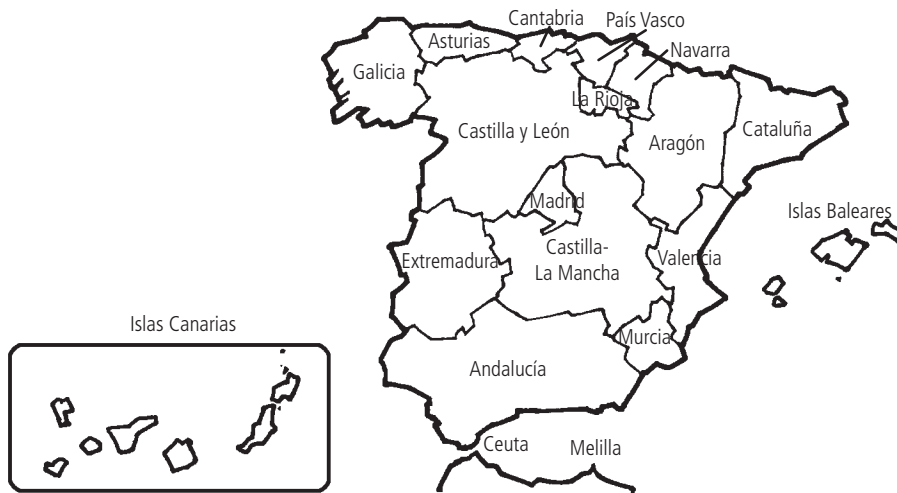 Cantabria
País Vasco
Asturias
Navarra
Galicia
La Rioja
Castilla y León
Aragón
Cataluña
Madrid
Islas Baleares
Castilla-
La Mancha
Extremadura
Valencia
Islas Canarias
Murcia
Andalucía
Ceuta
Melilla